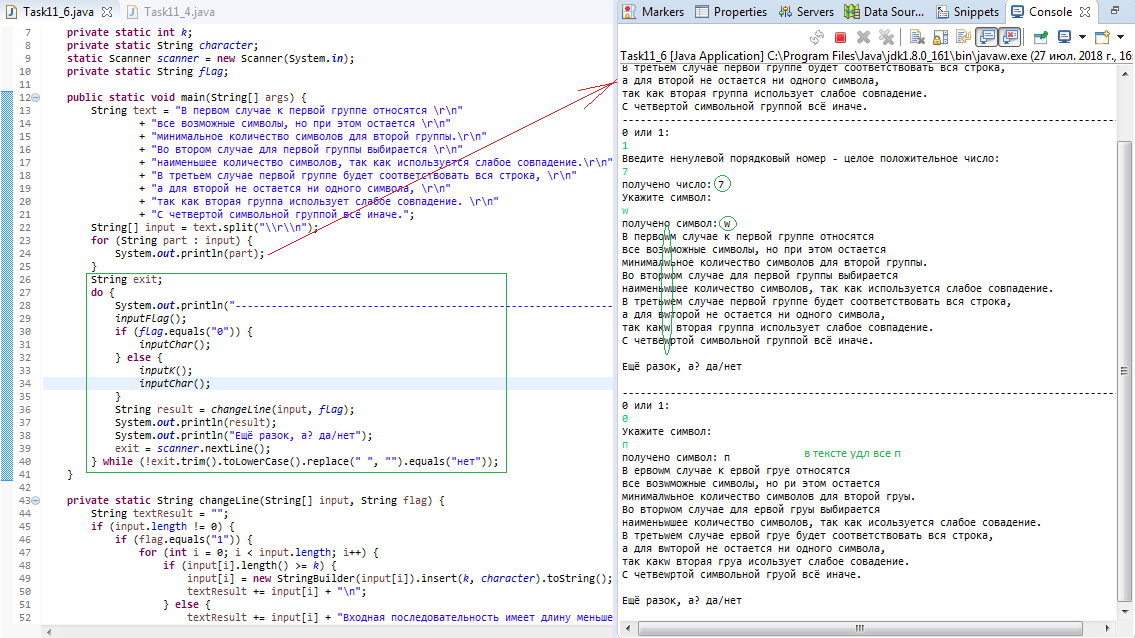 Task11_6.java Task11_4.java
7 private static int k;
8 private static String character;
9 static Scanner scanner = new Scanner(System.in);
10 private static String flag;
11
12 public static void main(String[] args) {
13 String text = "В первом случае к первой группе относятся \r\n"
14 + "все возможные символы, но при этом остается \r\n"
15 + "минимальное количество символов для второй группы.\r\n"
16 + "Во втором случае для первой группы выбирается \r\n"
17 + "наименьшее количество символов, так как используется слабое совпадение.\r\n"
18 + "В третьем случае первой группе будет соответствовать вся строка, \r\n"
19 + "а для второй не остается ни одного символа, \r\n"
20 + "так как вторая группа использует слабое совпадение. \r\n"
21 + "С четвертой символьной группой всё иначе.";
22 String[] input = text.split("\\r\\n");
23 for (String part : input) {
24 System.out.println(part);
25 }
26 String exit;
27 do {
28 System.out.println("---------------------------------------------------------------
29 inputFLag();
30 if (flag.equals("0")) {
31 inputChar();
32 } else {
33 inputK();
34 inputChar();
35 }
36 String result = changeLine(input, flag);
37 System.out.println(result);
38 System.out.println("Ещё разок, а? да/нет");
39 exit = scanner.nextLine();
40 } while (!exit.trim().toLowerCase().replace(" ", "").equals("нет"));
41 }
42
43 private static String changeLine(String[] input, String flag) {
44 String textResult = "";
45 if (input.length != 0) {
46 if (flag.equals("1")) {
47 for (int i = 0; i < input.length; i++) {
48 if (input[i].length() >= k) {
49 input[i] = new StringBuilder(input[i]).insert(k, character).toString();
50 textResult += input[i] + "\n";
51 } else {
52 textResult += input[i] + "Входная последовательность имеет длину меньше
Markers Properties Servers Data Sour... Snippets Console
Task11_6 [Java Application] C:\Program Files\Java\jdk1.8.0_161\bin\javaw.exe (27 июл. 2018 г., 16:
В третьем случае первой группе будет соответствовать вся строка,
а для второй не остается ни одного символа,
так как вторая группа использует слабое совпадение.
С четвертой символьной группой всё иначе.
--------------------------------------------------------------------------------
0 или 1:
1
Введите ненулевой порядковый номер - целое положительное число:
7
получено число: 7
Укажите символ:
w
получено символ: w
В первоwм случае к первой группе относятся
все возwможные символы, но при этом остается
минималwьное количество символов для второй группы.
Во вторwом случае для первой группы выбирается
наименьwшее количество символов, так как используется слабое совпадение.
В третьwем случае первой группе будет соответствовать вся строка,
а для вwторой не остается ни одного символа,
так какw вторая группа использует слабое совпадение.
С четвеwртой символьной группой всё иначе.
Ещё разок, а? да/нет
--------------------------------------------------------------------------------
0 или 1:
0
Укажите символ:
п
получено символ: п
в тексте удл все п
В ервоwм случае к ервой груе относятся
все возwможные символы, но ри этом остается
минималwьное количество символов для второй груы.
Во вторwом случае для ервой груы выбирается
наименьwшее количество символов, так как исользуется слабое совадение.
В третьwем случае ервой груе будет соответствовать вся строка,
а для вwторой не остается ни одного символа,
так какw вторая груа исользует слабое совадение.
С четвеwртой символьной груой всё иначе.
Ещё разок, а? да/нет